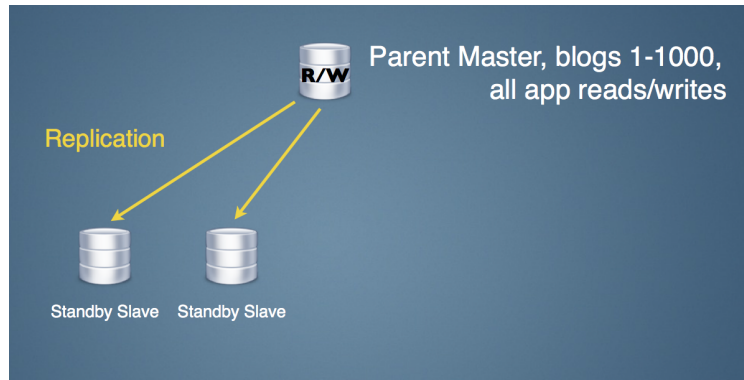 R/W
Parent Master, blogs 1-1000,
all app reads/writes
Replication
Standby Slave
Standby Slave